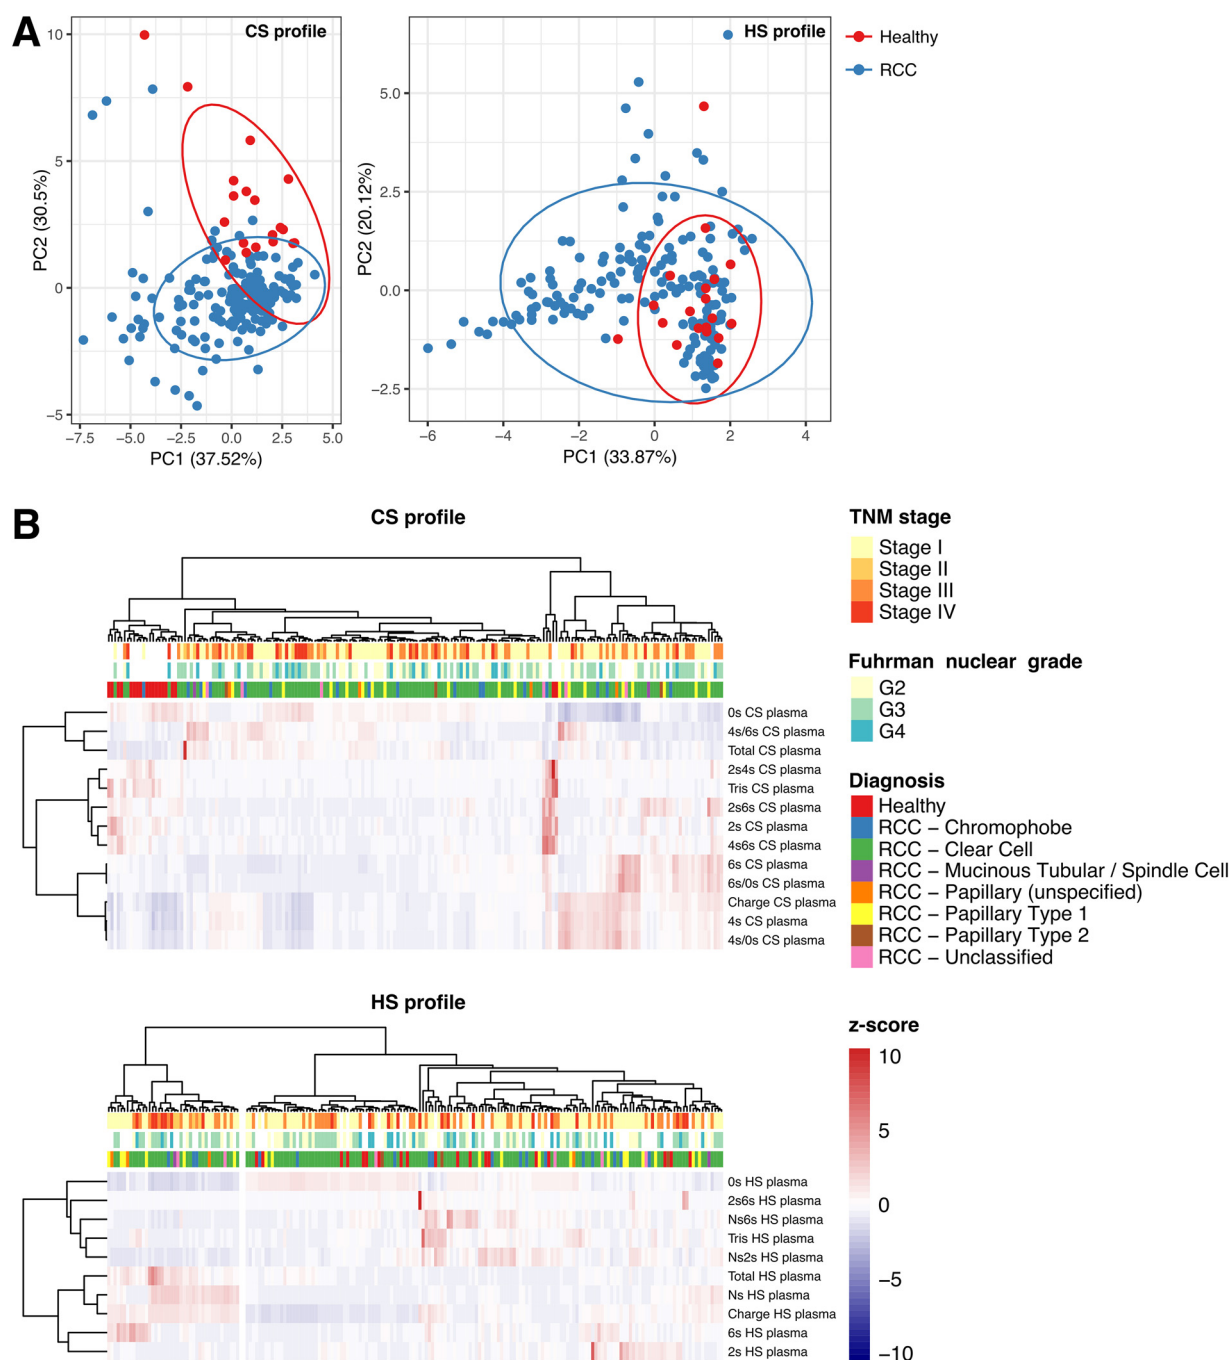 A
CS profile
10
5
0
−5
PC2 (30.5%)
−7.5 −5.0 −2.5 0.0 2.5 5.0
PC1 (37.52%)
HS profile
5.0
2.5
0.0
−2.5
PC2 (20.12%)
−6 −4 −2 0 2 4
PC1 (33.87%)
Healthy
RCC
B
CS profile
0s CS plasma
4s/6s CS plasma
Total CS plasma
2s4s CS plasma
Tris CS plasma
2s6s CS plasma
2s CS plasma
4s6s CS plasma
6s CS plasma
6s/0s CS plasma
Charge CS plasma
4s CS plasma
4s/0s CS plasma
TNM stage
Stage I
Stage II
Stage III
Stage IV
Fuhrman nuclear grade
G2
G3
G4
Diagnosis
Healthy
RCC − Chromophobe
RCC − Clear Cell
RCC − Mucinous Tubular / Spindle Cell
RCC − Papillary (unspecified)
RCC − Papillary Type 1
RCC − Papillary Type 2
RCC − Unclassified
HS profile
0s HS plasma
2s6s HS plasma
Ns6s HS plasma
Tris HS plasma
Ns2s HS plasma
Total HS plasma
Ns HS plasma
Charge HS plasma
6s HS plasma
2s HS plasma
z-score
10
5
0
−5
−10